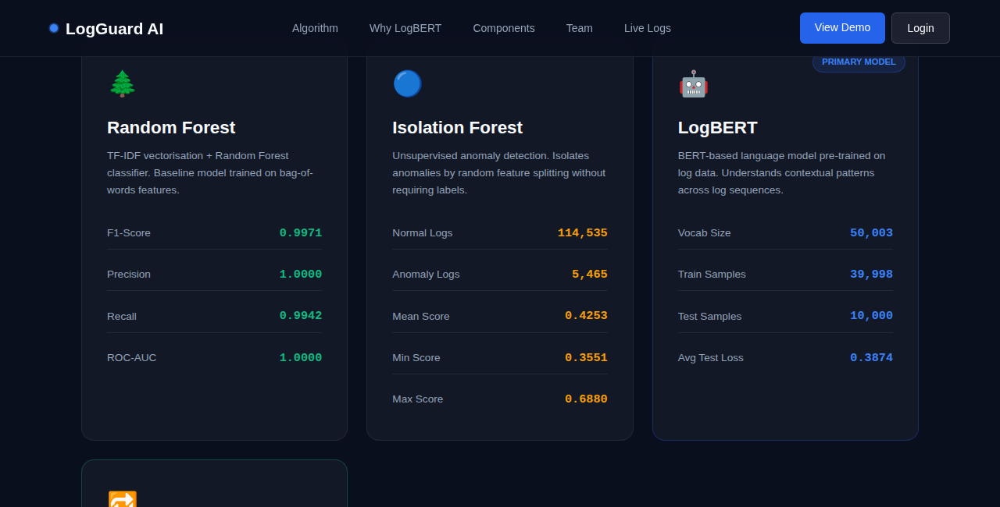 LogGuard AI
Algorithm
Why LogBERT
Components
Team
Live Logs
View Demo
Login
PRIMARY MODEL
Random Forest
TF-IDF vectorisation + Random Forest
classifier. Baseline model trained on bag-of-
words features.
F1-Score 0.9971
Precision 1.0000
Recall 0.9942
ROC-AUC 1.0000
Isolation Forest
Unsupervised anomaly detection. Isolates
anomalies by random feature splitting without
requiring labels.
Normal Logs 114,535
Anomaly Logs 5,465
Mean Score 0.4253
Min Score 0.3551
Max Score 0.6880
LogBERT
BERT-based language model pre-trained on
log data. Understands contextual patterns
across log sequences.
Vocab Size 50,003
Train Samples 39,998
Test Samples 10,000
Avg Test Loss 0.3874